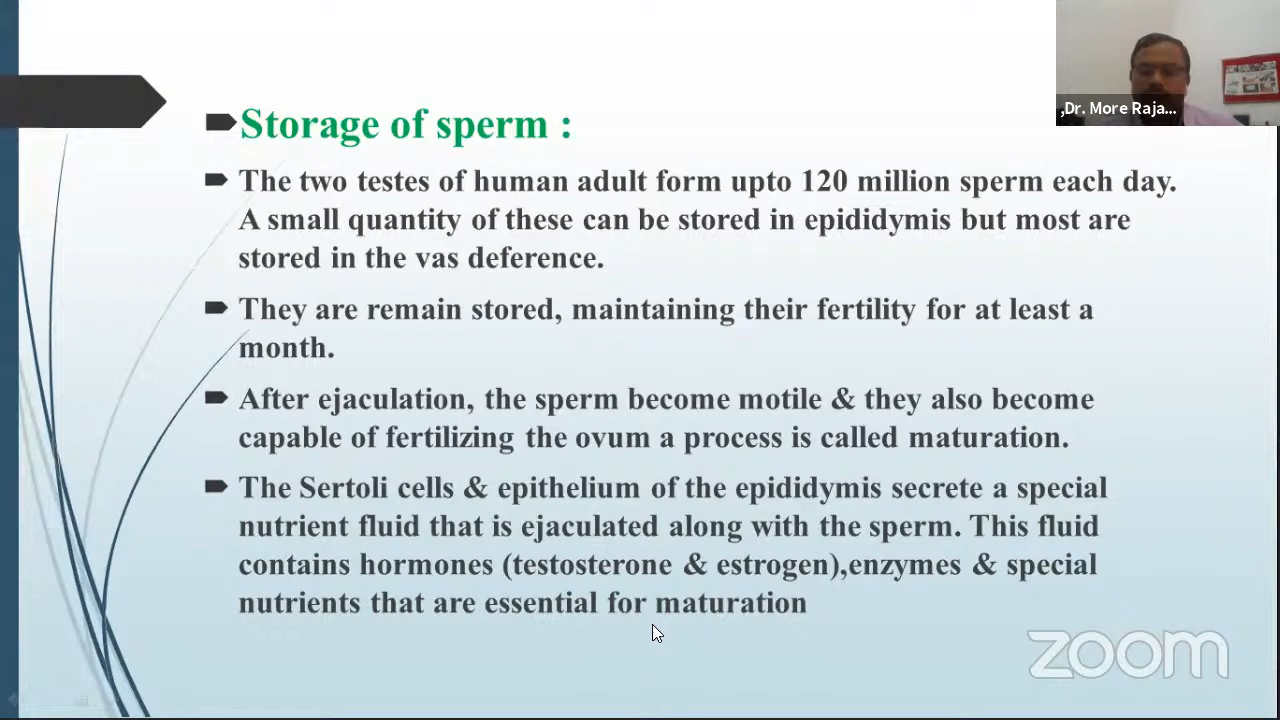 ,Dr. More Raja...
Storage of sperm :
The two testes of human adult form upto 120 million sperm each day.
A small quantity of these can be stored in epididymis but most are
stored in the vas deference.
They are remain stored, maintaining their fertility for at least a
month.
After ejaculation, the sperm become motile & they also become
capable of fertilizing the ovum a process is called maturation.
The Sertoli cells & epithelium of the epididymis secrete a special
nutrient fluid that is ejaculated along with the sperm. This fluid
contains hormones (testosterone & estrogen),enzymes & special
nutrients that are essential for maturation
zoom